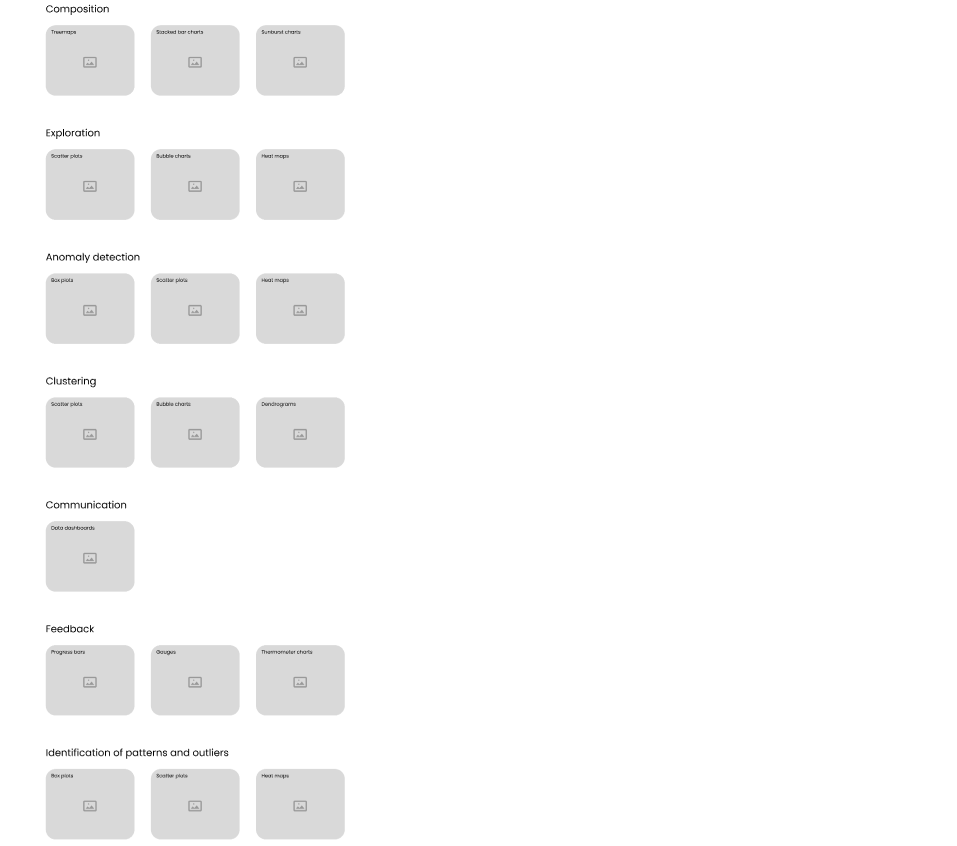 Composition
Treemaps
Stacked bar charts
Sunburst charts
Exploration
Scatter plots
Bubble charts
Heat maps
Anomaly detection
Box plots
Scatter plots
Heat maps
Clustering
Scatter plots
Bubble charts
Dendrograms
Communication
Data dashboards
Feedback
Progress bars
Gauges
Thermometer charts
Identification of patterns and outliers
Box plots
Scatter plots
Heat maps